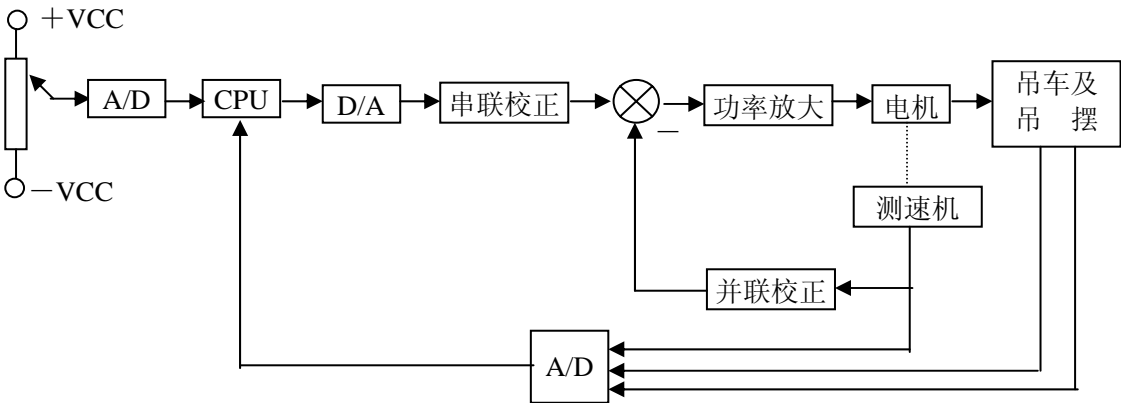 +VCC
A/D
CPU
D/A
串联校正
−
功率放大
电机
吊车及
吊 摆
−VCC
测速机
并联校正
A/D